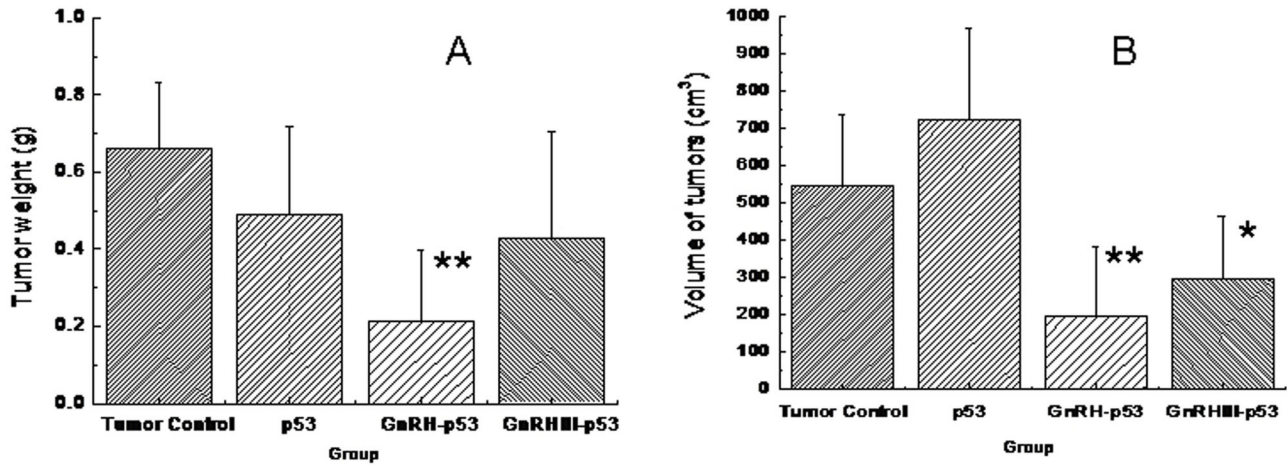 A
Tumor weight (g)
1.0
0.8
0.6
0.4
0.2
0.0
**
Tumor Control p53 GnRH-p53 GnRHIII-p53
Group
B
Volume of tumors (cm³)
1000
900
800
700
600
500
400
300
200
100
0
**
*
Tumor Control p53 GnRH-p53 GnRHIII-p53
Group